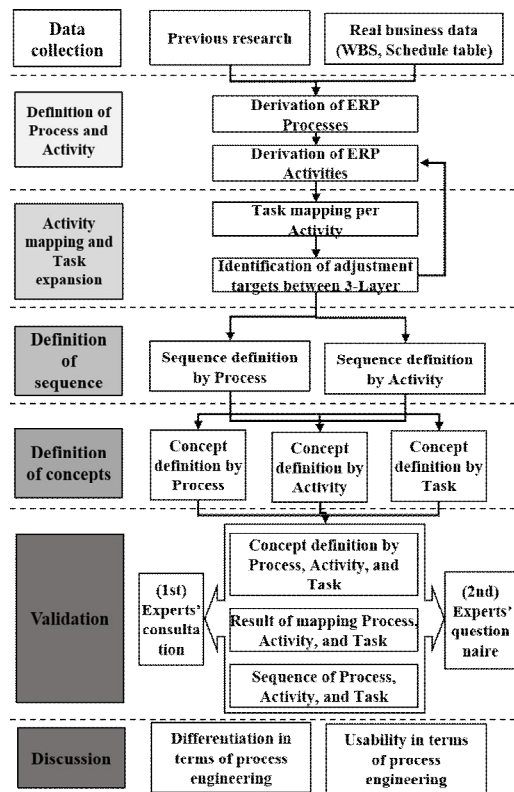 Data
collection
Previous research
Real business data
(WBS, Schedule table)
Definition of
Process and
Activity
Derivation of ERP
Processes
Derivation of ERP
Activities
Activity
mapping and
Task
expansion
Task mapping per
Activity
Identification of adjustment
targets between 3-Layer
Definition
of
sequence
Sequence definition
by Process
Sequence definition
by Activity
Definition
of concepts
Concept
definition by
Process
Concept
definition by
Activity
Concept
definition by
Task
Validation
(1st)
Experts'
consulta
tion
Concept definition by
Process, Activity, and
Task
Result of mapping Process,
Activity, and Task
Sequence of Process,
Activity, and Task
(2nd)
Experts'
question
naire
Discussion
Differentiation in
terms of process
engineering
Usability in terms
of process
engineering